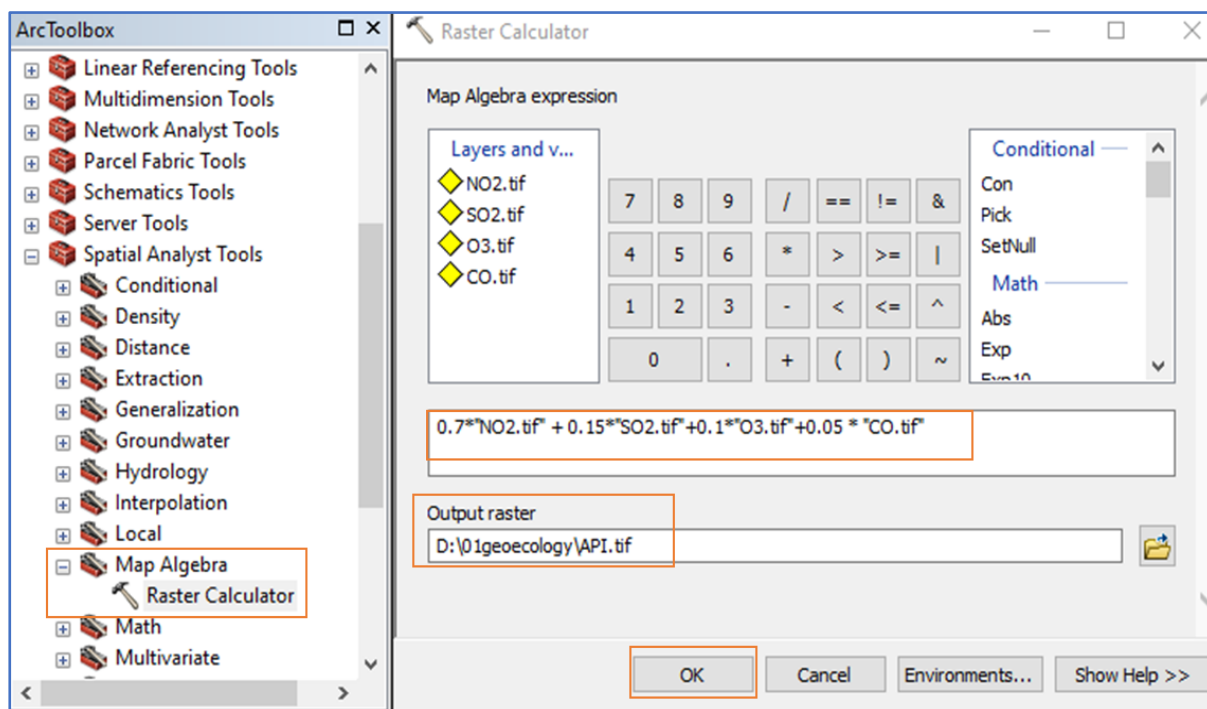 ArcToolbox
Linear Referencing Tools
Multidimension Tools
Network Analyst Tools
Parcel Fabric Tools
Schematics Tools
Server Tools
Spatial Analyst Tools
Conditional
Density
Distance
Extraction
Generalization
Groundwater
Hydrology
Interpolation
Local
Map Algebra
Raster Calculator
Math
Multivariate
Raster Calculator
Map Algebra expression
Layers and v...
NO2.tif
SO2.tif
O3.tif
CO.tif
7 8 9 / == != &
4 5 6 * > >= |
1 2 3 - < <= ^
0 . + ( ) ~
Conditional
Con
Pick
SetNull
Math
Abs
Exp
Exp10
0.7*"NO2.tif" + 0.15*"SO2.tif"+0.1*"O3.tif"+0.05 * "CO.tif"
Output raster
D:\01geoecology\API.tif
OK Cancel Environments... Show Help >>